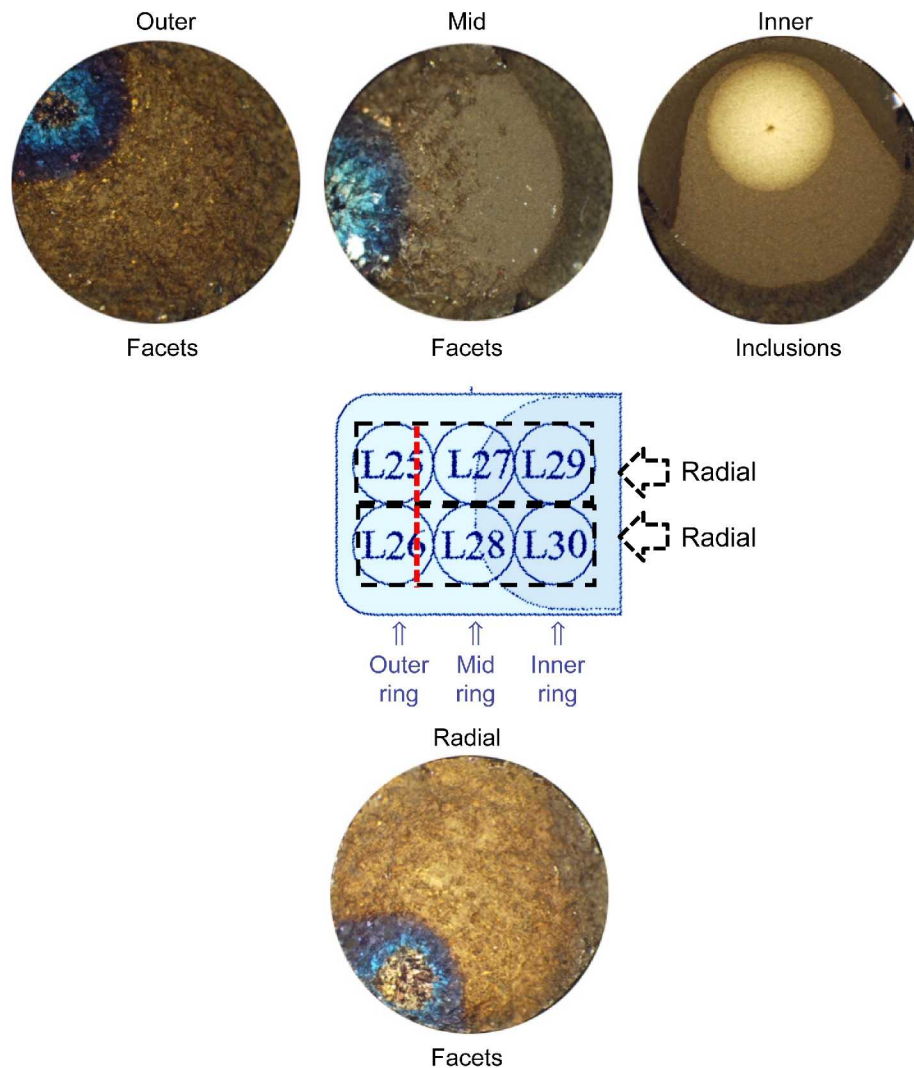 Outer Mid Inner
Facets Facets Inclusions
L25 L27 L29
Radial
L26 L28 L30
Radial
⇑ ⇑ ⇑
Outer ring Mid ring Inner ring
Radial
Facets